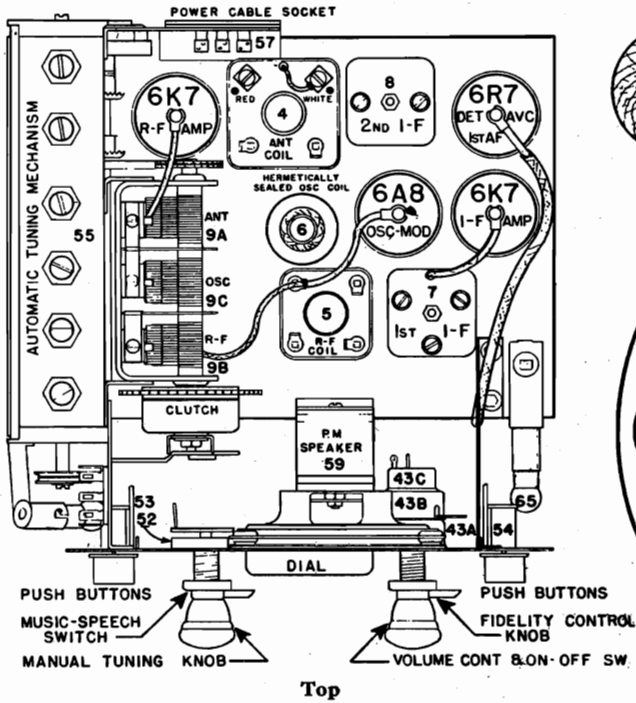 POWER CABLE SOCKET
57
6K7
R-F AMP
RED
WHITE
4
ANT
COIL
8
2ND I-F
6R7
DET AVC
1ST AF
AUTOMATIC TUNING MECHANISM
55
HERMETICALLY
SEALED OSC COIL
6
6A8
OSC-MOD
6K7
I-F AMP
ANT
9A
OSC
9C
R-F
9B
5
R-F
COIL
7
1ST I-F
CLUTCH
P.M
SPEAKER
59
43C
43B
43A
53
52
54
65
DIAL
PUSH BUTTONS
MUSIC-SPEECH
SWITCH
MANUAL TUNING KNOB
PUSH BUTTONS
FIDELITY CONTROL
KNOB
VOLUME CONT & ON-OFF SW
Top